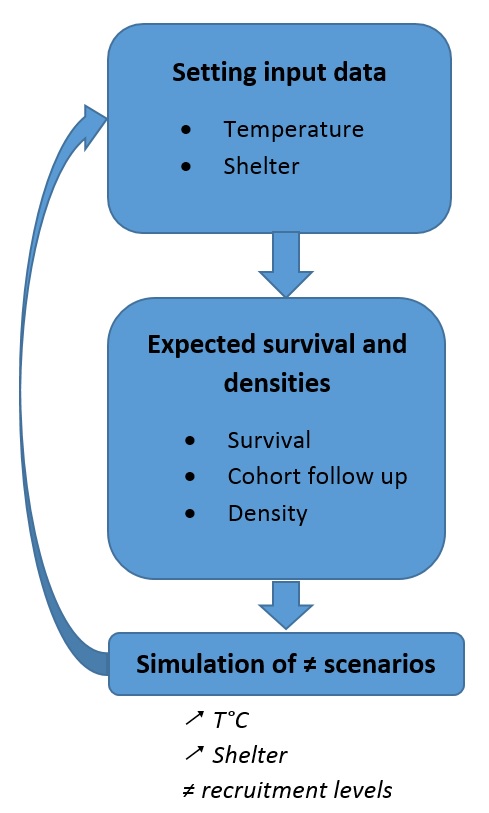 Setting input data
• Temperature
• Shelter
Expected survival and
densities
• Survival
• Cohort follow up
• Density
Simulation of ≠ scenarios
↗ T°C
↗ Shelter
≠ recruitment levels